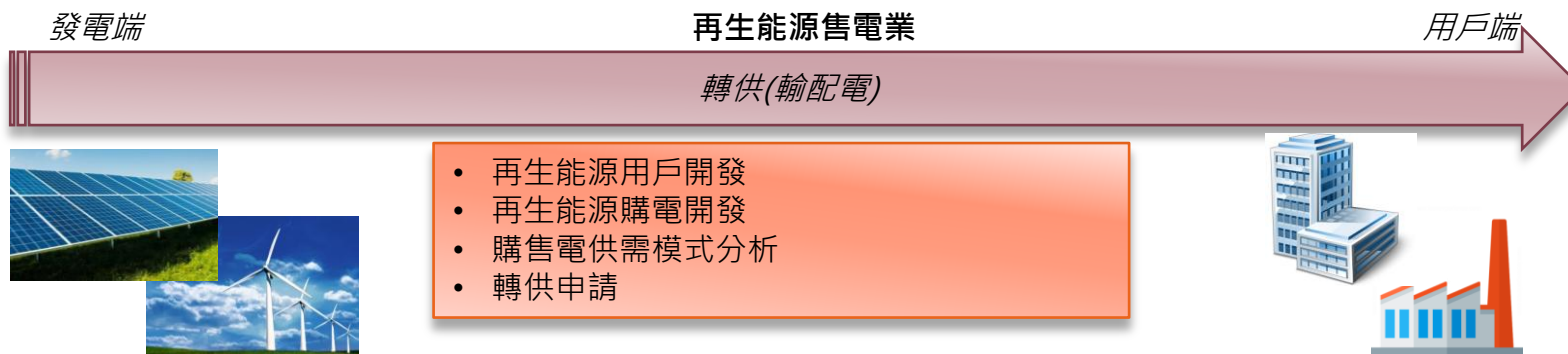 發電端
再生能源售電業
用戶端
轉供(輸配電)
• 再生能源用戶開發
• 再生能源購電開發
• 購售電供需模式分析
• 轉供申請